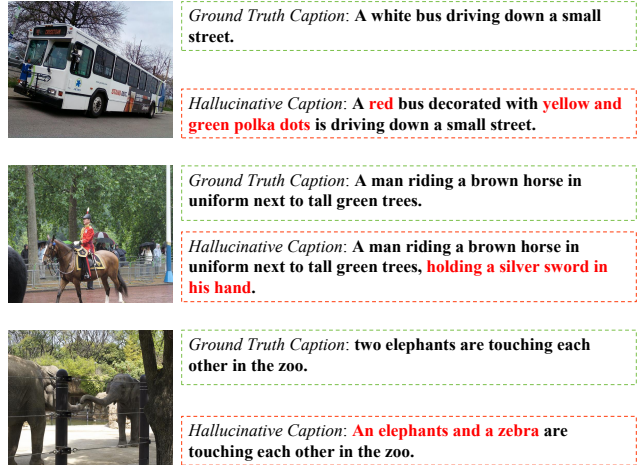 Ground Truth Caption: A white bus driving down a small
street.
Hallucinative Caption: A red bus decorated with yellow and
green polka dots is driving down a small street.
Ground Truth Caption: A man riding a brown horse in
uniform next to tall green trees.
Hallucinative Caption: A man riding a brown horse in
uniform next to tall green trees, holding a silver sword in
his hand.
Ground Truth Caption: two elephants are touching each
other in the zoo.
Hallucinative Caption: An elephants and a zebra are
touching each other in the zoo.